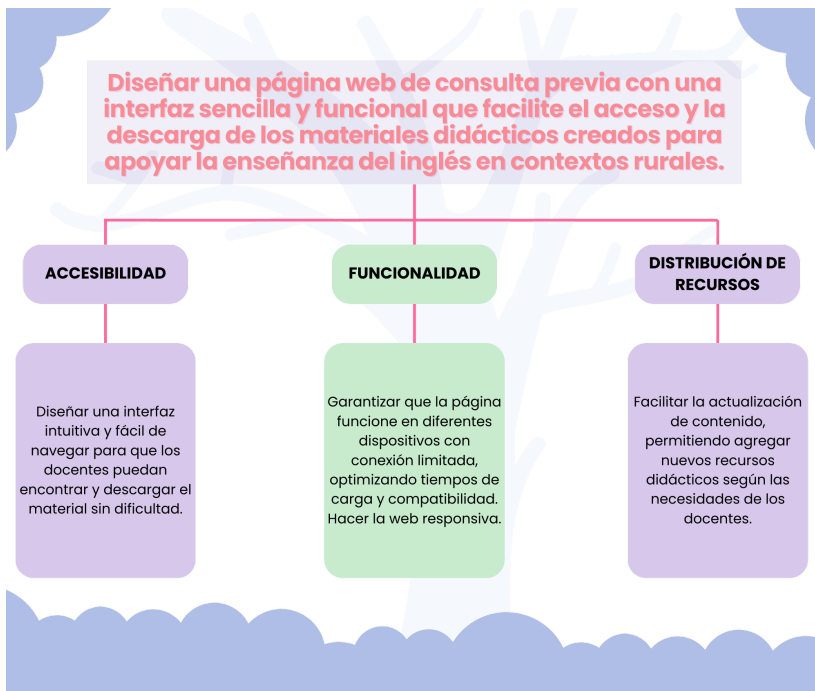 Diseñar una página web de consulta previa con una
interfaz sencilla y funcional que facilite el acceso y la
descarga de los materiales didácticos creados para
apoyar la enseñanza del inglés en contextos rurales.
ACCESIBILIDAD
Diseñar una interfaz
intuitiva y fácil de
navegar para que los
docentes puedan
encontrar y descargar el
material sin dificultad.
FUNCIONALIDAD
Garantizar que la página
funcione en diferentes
dispositivos con
conexión limitada,
optimizando tiempos de
carga y compatibilidad.
Hacer la web responsiva.
DISTRIBUCIÓN DE
RECURSOS
Facilitar la actualización
de contenido,
permitiendo agregar
nuevos recursos
didácticos según las
necesidades de los
docentes.